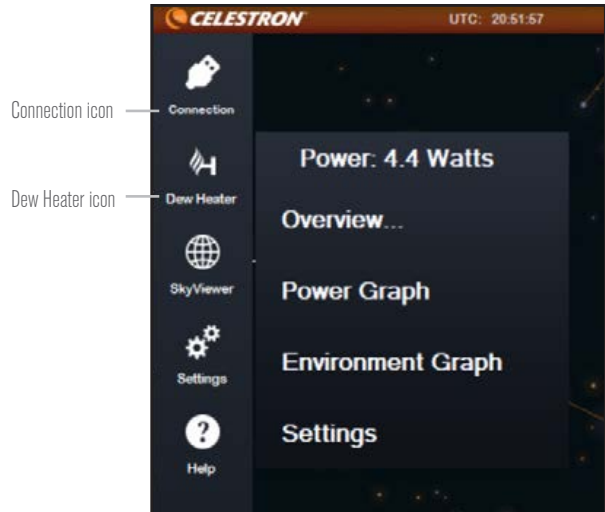 CELESTRON
UTC: 20:51:57
Connection icon
Connection
Dew Heater icon
Dew Heater
SkyViewer
Settings
Help
Power: 4.4 Watts
Overview...
Power Graph
Environment Graph
Settings